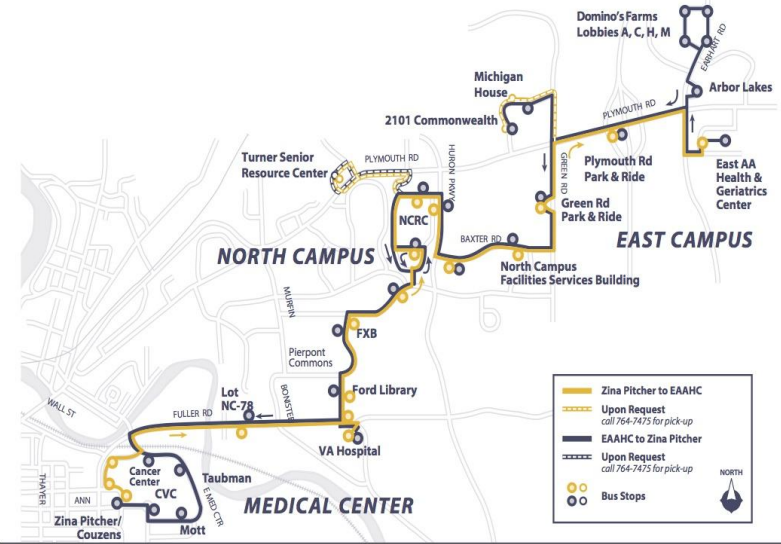 Domino's Farms
Lobbies A, C, H, M
EARHART RD
Michigan
House
Arbor Lakes
PLYMOUTH RD
2101 Commonwealth
HURON PKWY
Turner Senior
Resource Center
PLYMOUTH RD
GREEN RD
Plymouth Rd
Park & Ride
East AA
Health &
Geriatrics
Center
Green Rd
Park & Ride
NCRC
BAXTER RD
EAST CAMPUS
NORTH CAMPUS
North Campus
Facilities Services Building
MURFIN
FXB
Pierpont
Commons
Zina Pitcher to EAAHC
Upon Request
call 764-7475 for pick-up
EAAHC to Zina Pitcher
Upon Request
call 764-7475 for pick-up
Bus Stops
NORTH
Lot
NC-78
BONISTEEL
Ford Library
WALL ST
FULLER RD
VA Hospital
Cancer
Center
CVC
Taubman
E MED CTR
THAYER
ANN
MEDICAL CENTER
Zina Pitcher/
Couzens
Mott